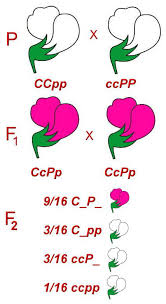 P X
CCpp ccPP
F1 X
CcPp CcPp
F2
9/16 C_P_
3/16 C_pp
3/16 ccP_
1/16 ccpp